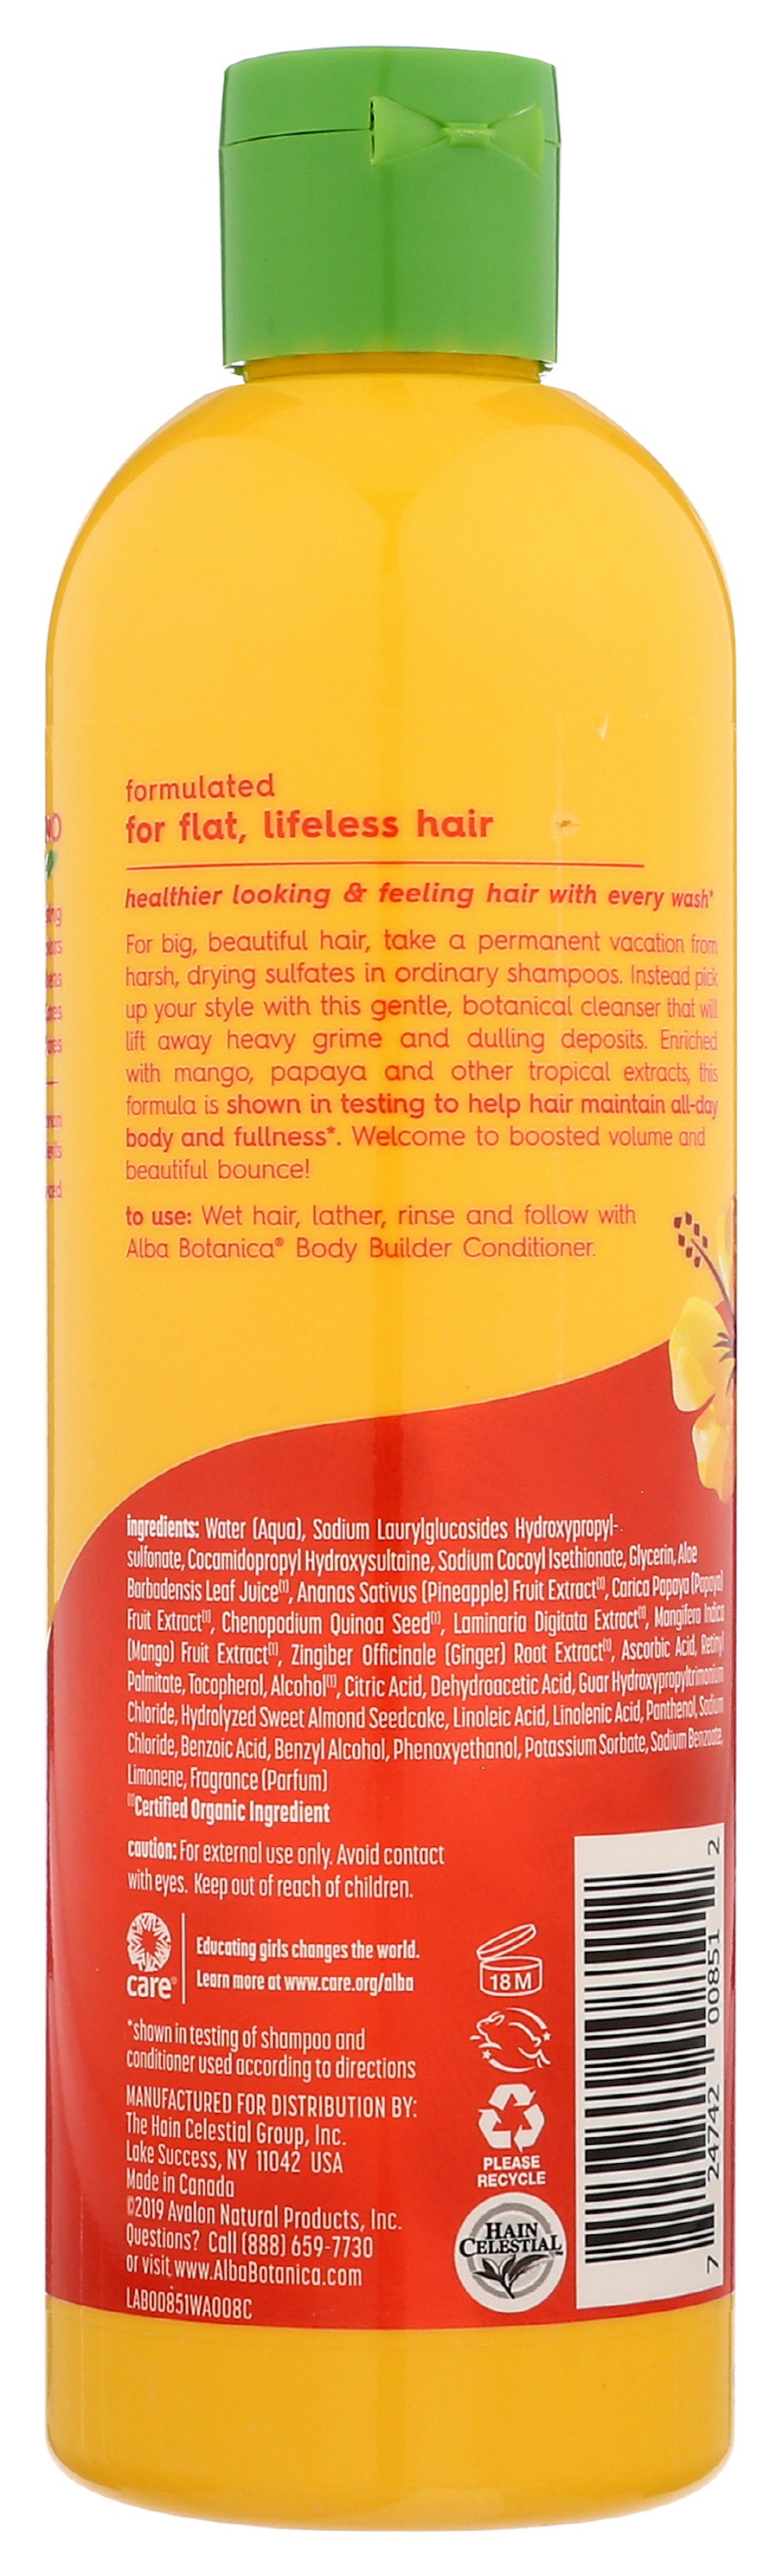 formulated
for flat, lifeless hair
healthier looking & feeling hair with every wash*
For big, beautiful hair, take a permanent vacation from
harsh, drying sulfates in ordinary shampoos. Instead pick
up your style with this gentle, botanical cleanser that will
lift away heavy grime and dulling deposits. Enriched
with mango, papaya and other tropical extracts, this
formula is shown in testing to help hair maintain all-day
body and fullness*. Welcome to boosted volume and
beautiful bounce!
to use: Wet hair, lather, rinse and follow with
Alba Botanica® Body Builder Conditioner.
ingredients: Water (Aqua), Sodium Laurylglucosides Hydroxypropyl-
sulfonate, Cocamidopropyl Hydroxysultaine, Sodium Cocoyl Isethionate, Glycerin, Aloe
Barbadensis Leaf Juice(1), Ananas Sativus (Pineapple) Fruit Extract(1), Carica Papaya (Papaya)
Fruit Extract(1), Chenopodium Quinoa Seed(1), Laminaria Digitata Extract(1), Mangifera Indica
(Mango) Fruit Extract(1), Zingiber Officinale (Ginger) Root Extract(1), Ascorbic Acid, Retinyl
Palmitate, Tocopherol, Alcohol(1), Citric Acid, Dehydroacetic Acid, Guar Hydroxypropyltrimonium
Chloride, Hydrolyzed Sweet Almond Seedcake, Linoleic Acid, Linolenic Acid, Panthenol, Sodium
Chloride, Benzoic Acid, Benzyl Alcohol, Phenoxyethanol, Potassium Sorbate, Sodium Benzoate,
Limonene, Fragrance (Parfum)
(1)Certified Organic Ingredient
caution: For external use only. Avoid contact
with eyes. Keep out of reach of children.
care®
Educating girls changes the world.
Learn more at www.care.org/alba
18 M
*shown in testing of shampoo and
conditioner used according to directions
MANUFACTURED FOR DISTRIBUTION BY:
The Hain Celestial Group, Inc.
Lake Success, NY 11042 USA
Made in Canada
©2019 Avalon Natural Products, Inc.
Questions? Call (888) 659-7730
or visit www.AlbaBotanica.com
LAB00851WA008C
PLEASE
RECYCLE
HAIN
CELESTIAL™
7 24742 00851 2